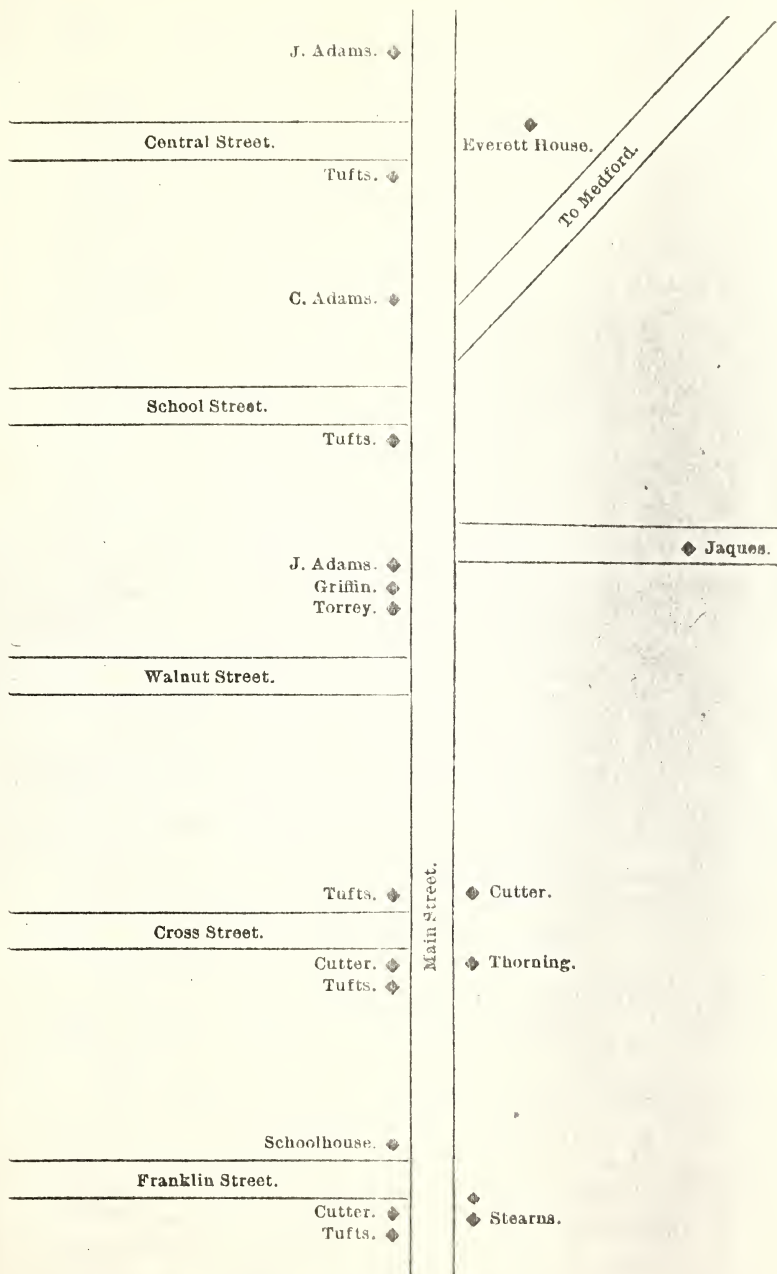 J. Adams.
Central Street.
Everett House.
To Medford.
Tufts.
C. Adams.
School Street.
Tufts.
Jaques.
J. Adams.
Griffin.
Torrey.
Walnut Street.
Main Street.
Tufts.
Cutter.
Cross Street.
Cutter.
Thorning.
Tufts.
Schoolhouse.
Franklin Street.
Cutter.
Stearns.
Tufts.